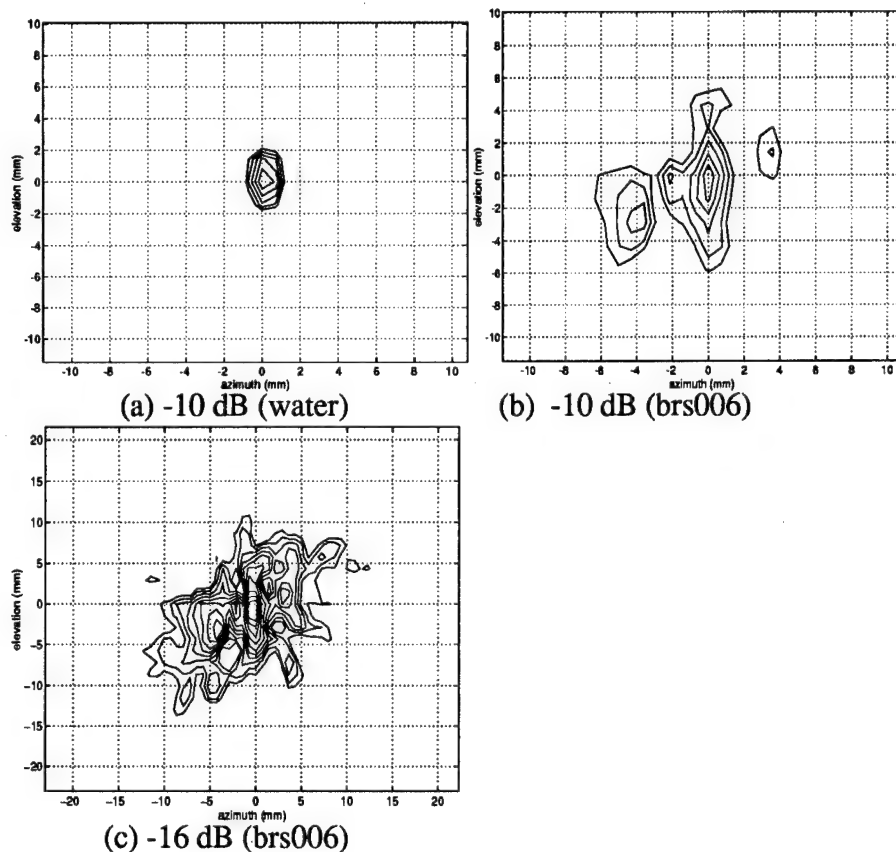 10
8
6
4
2
0
-2
-4
-6
-8
-10
elevation (mm)
-10 -8 -6 -4 -2 0 2 4 6 8 10
azimuth (mm)
(a) -10 dB (water)
10
8
6
4
2
0
-2
-4
-6
-8
-10
elevation (mm)
-10 -8 -6 -4 -2 0 2 4 6 8 10
azimuth (mm)
(b) -10 dB (brs006)
20
15
10
5
0
-5
-10
-15
-20
elevation (mm)
-20 -15 -10 -5 0 5 10 15 20
azimuth (mm)
(c) -16 dB (brs006)